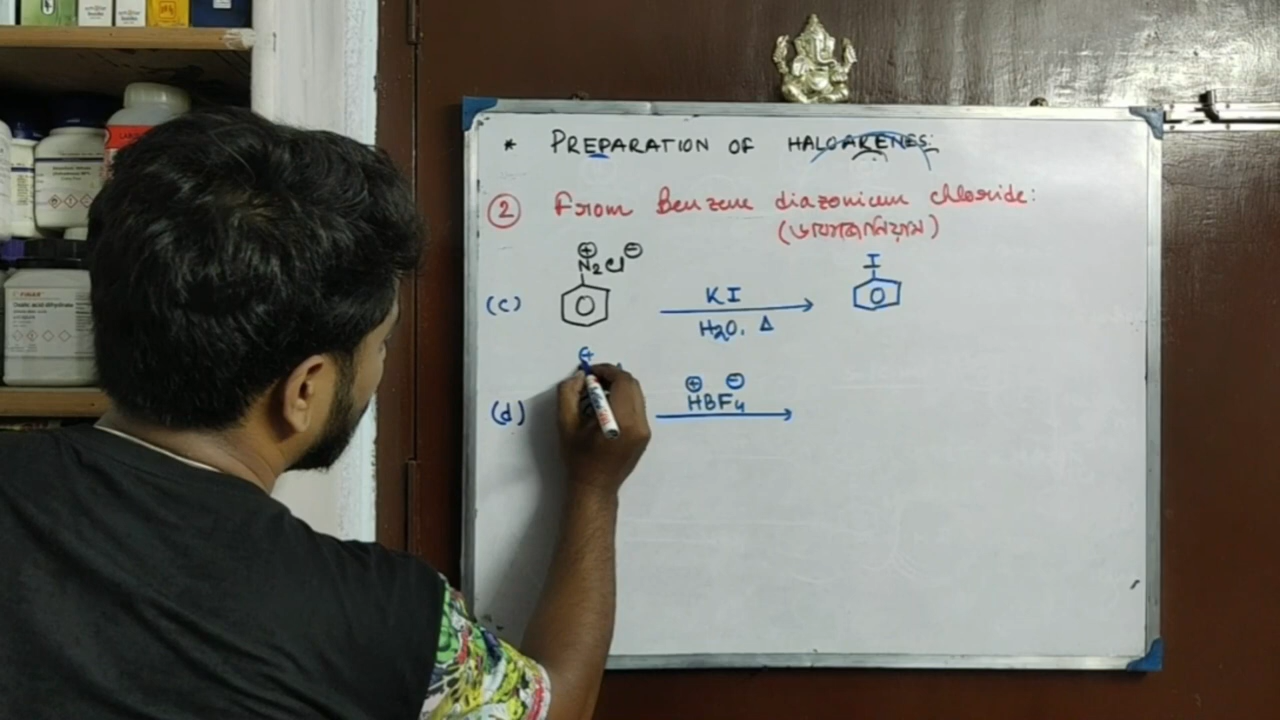 * PREPARATION OF HALOARENES:
② From Benzene diazonium chloride:
(ডায়াজোনিয়াম)
⊕ ⊖
N₂Cl
(c) KI I
H₂O, Δ
⊕ ⊖
(d) HBF₄